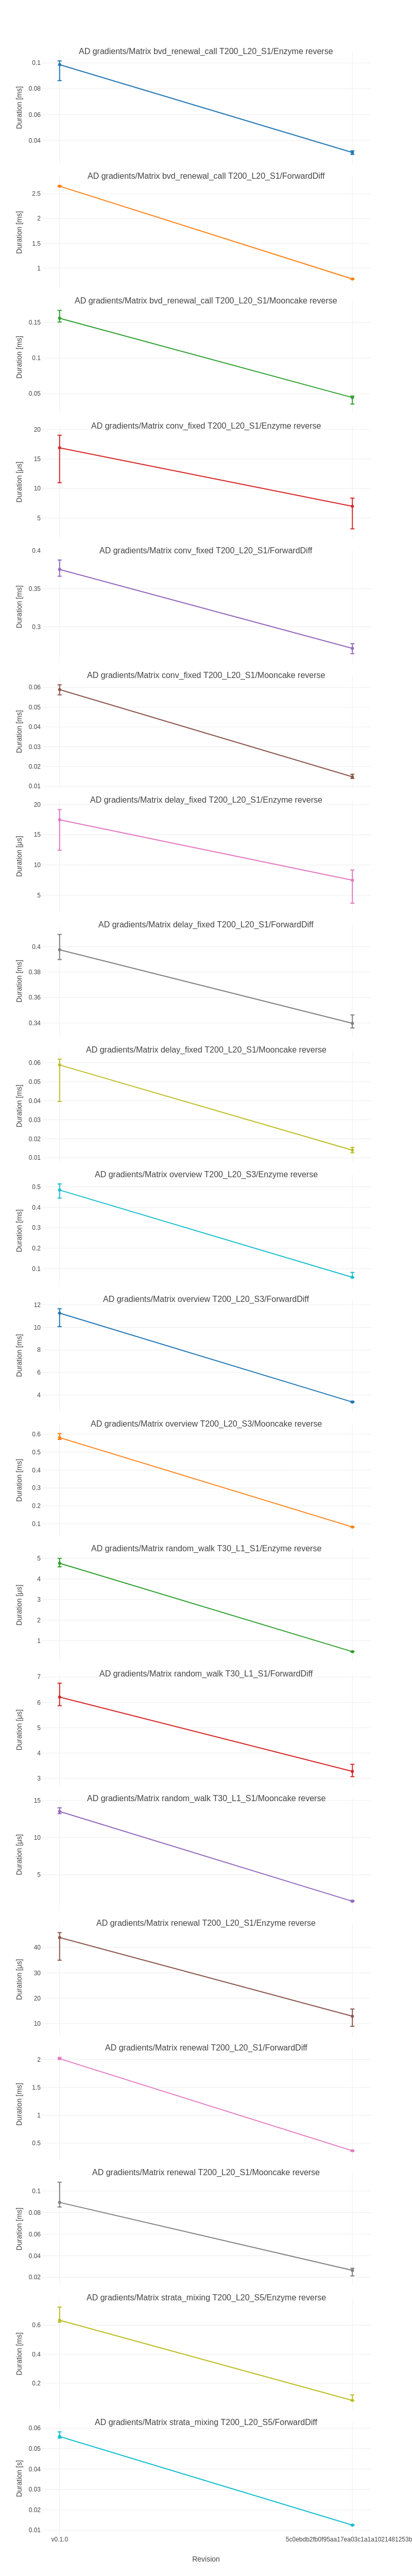 AD gradients/Matrix bvd_renewal_call T200_L20_S1/Enzyme reverse
0.1
0.08
0.06
0.04
Duration [ms]
AD gradients/Matrix bvd_renewal_call T200_L20_S1/ForwardDiff
2.5
2
1.5
1
Duration [ms]
AD gradients/Matrix bvd_renewal_call T200_L20_S1/Mooncake reverse
0.15
0.1
0.05
Duration [ms]
AD gradients/Matrix conv_fixed T200_L20_S1/Enzyme reverse
20
15
10
5
Duration [µs]
AD gradients/Matrix conv_fixed T200_L20_S1/ForwardDiff
0.4
0.35
0.3
Duration [ms]
AD gradients/Matrix conv_fixed T200_L20_S1/Mooncake reverse
0.06
0.05
0.04
0.03
0.02
0.01
Duration [ms]
AD gradients/Matrix delay_fixed T200_L20_S1/Enzyme reverse
20
15
10
5
Duration [µs]
AD gradients/Matrix delay_fixed T200_L20_S1/ForwardDiff
0.4
0.38
0.36
0.34
Duration [ms]
AD gradients/Matrix delay_fixed T200_L20_S1/Mooncake reverse
0.06
0.05
0.04
0.03
0.02
0.01
Duration [ms]
AD gradients/Matrix overview T200_L20_S3/Enzyme reverse
0.5
0.4
0.3
0.2
0.1
Duration [ms]
AD gradients/Matrix overview T200_L20_S3/ForwardDiff
12
10
8
6
4
Duration [ms]
AD gradients/Matrix overview T200_L20_S3/Mooncake reverse
0.6
0.5
0.4
0.3
0.2
0.1
Duration [ms]
AD gradients/Matrix random_walk T30_L1_S1/Enzyme reverse
5
4
3
2
1
Duration [µs]
AD gradients/Matrix random_walk T30_L1_S1/ForwardDiff
7
6
5
4
3
Duration [µs]
AD gradients/Matrix random_walk T30_L1_S1/Mooncake reverse
15
10
5
Duration [µs]
AD gradients/Matrix renewal T200_L20_S1/Enzyme reverse
40
30
20
10
Duration [µs]
AD gradients/Matrix renewal T200_L20_S1/ForwardDiff
2
1.5
1
0.5
Duration [ms]
AD gradients/Matrix renewal T200_L20_S1/Mooncake reverse
0.1
0.08
0.06
0.04
0.02
Duration [ms]
AD gradients/Matrix strata_mixing T200_L20_S5/Enzyme reverse
0.6
0.4
0.2
Duration [ms]
AD gradients/Matrix strata_mixing T200_L20_S5/ForwardDiff
0.06
0.05
0.04
0.03
0.02
0.01
Duration [s]
v0.1.0
5c0ebdb2fb0f95aa17ea03c1a1a1021481253b
Revision